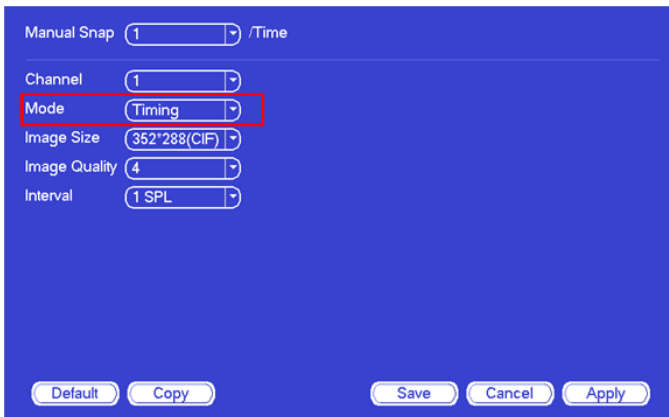 Manual Snap 1 /Time
Channel 1
Mode Timing
Image Size 352*288(CIF)
Image Quality 4
Interval 1 SPL
Default Copy Save Cancel Apply